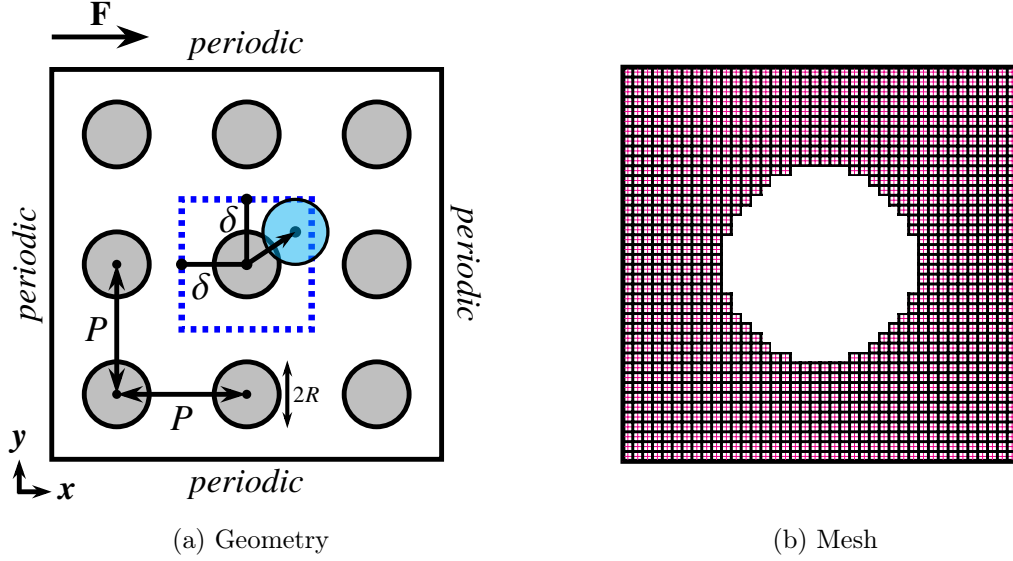 F
periodic
periodic
periodic
δ
δ
P
P
2R
y
x
periodic
(a) Geometry
(b) Mesh